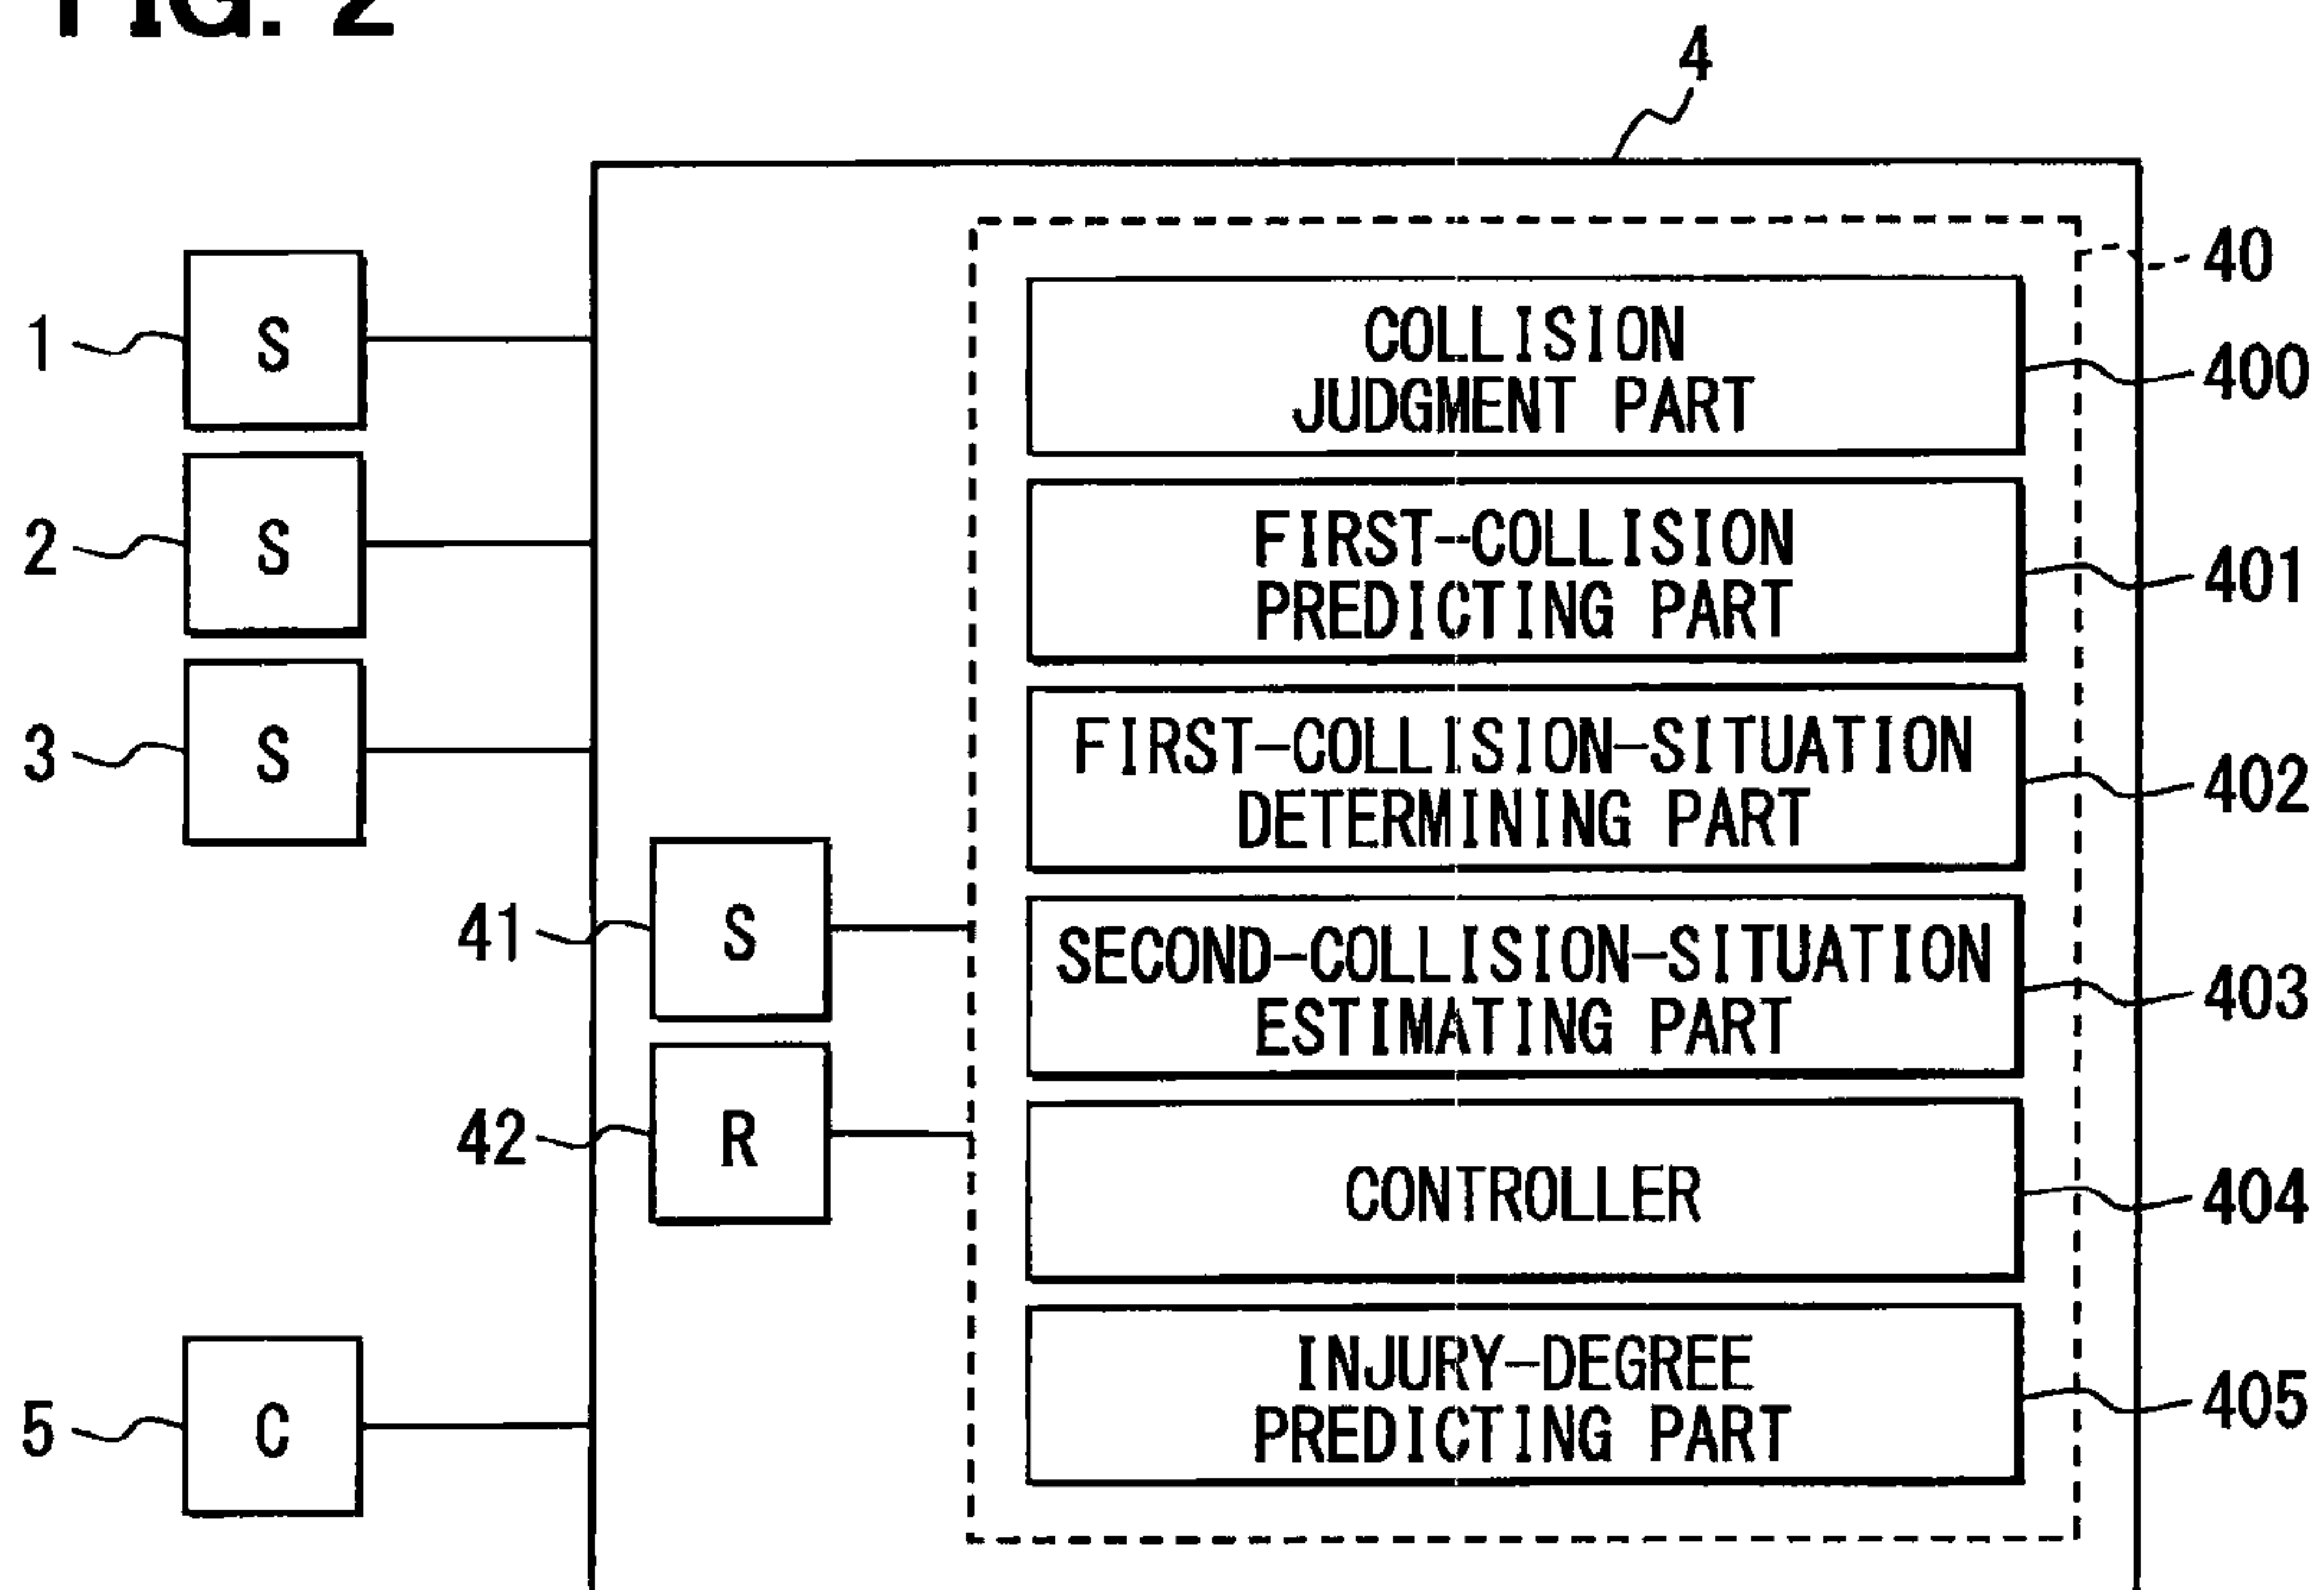 FIG. 2
4
40
1
S
COLLISION
JUDGMENT PART
400
2
S
FIRST-COLLISION
PREDICTING PART
401
3
S
FIRST-COLLISION-SITUATION
DETERMINING PART
402
41
S
SECOND-COLLISION-SITUATION
ESTIMATING PART
403
42
R
CONTROLLER
404
5
C
INJURY-DEGREE
PREDICTING PART
405